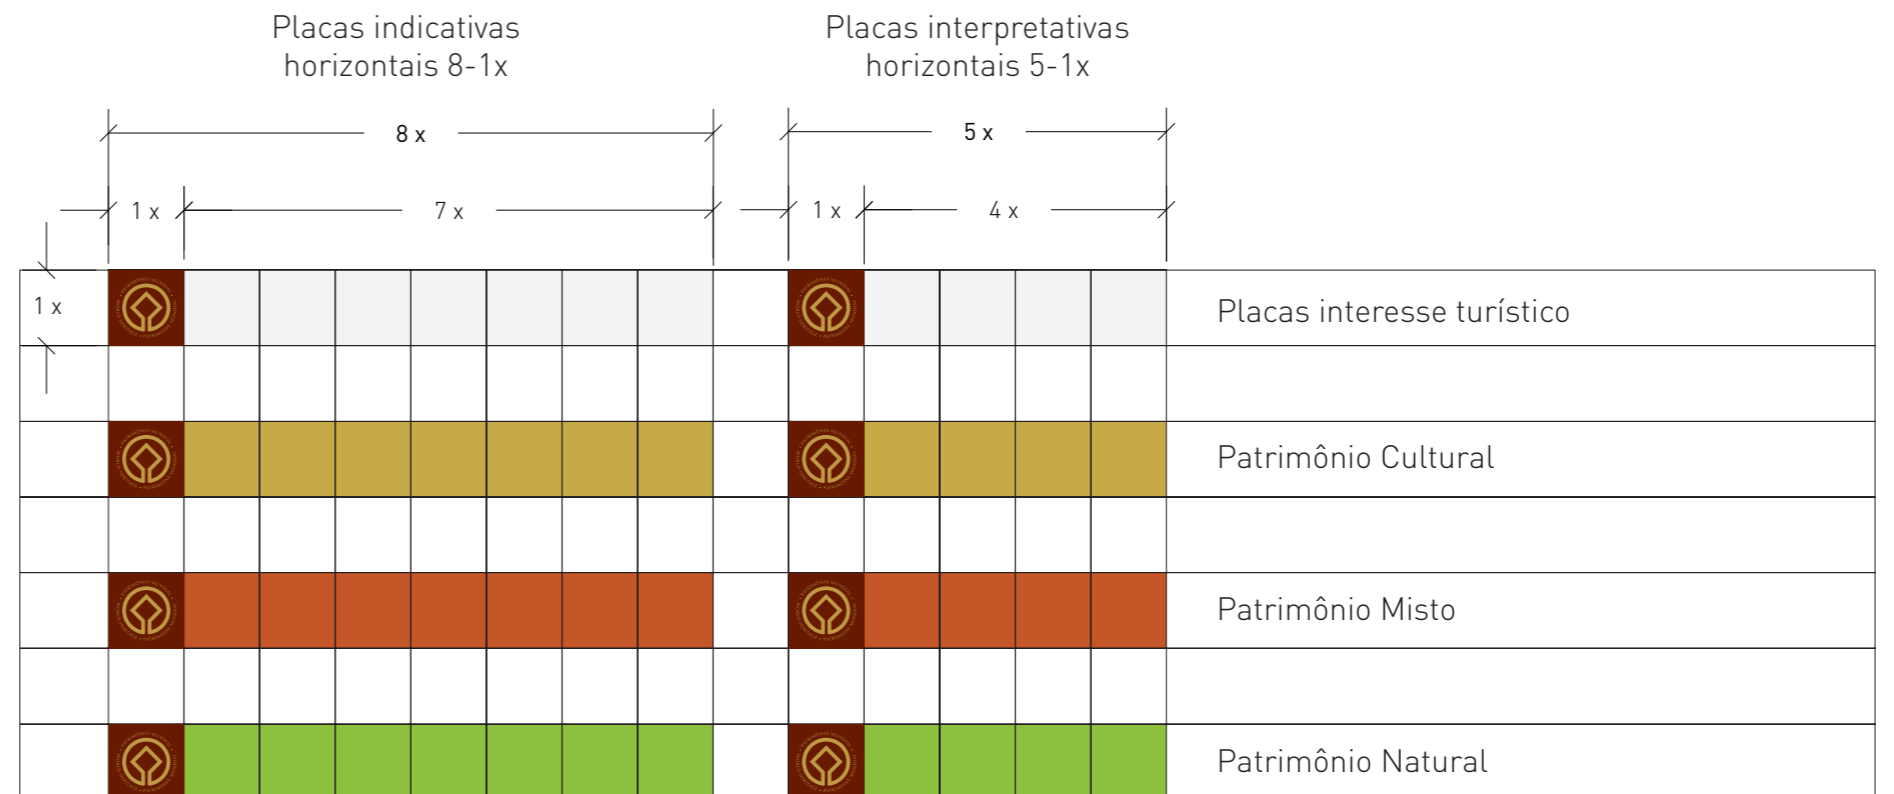 Placas indicativas
horizontais 8-1x
Placas interpretativas
horizontais 5-1x
8 x
5 x
1 x
7 x
1 x
4 x
1 x
Placas interesse turístico
Patrimônio Cultural
Patrimônio Misto
Patrimônio Natural